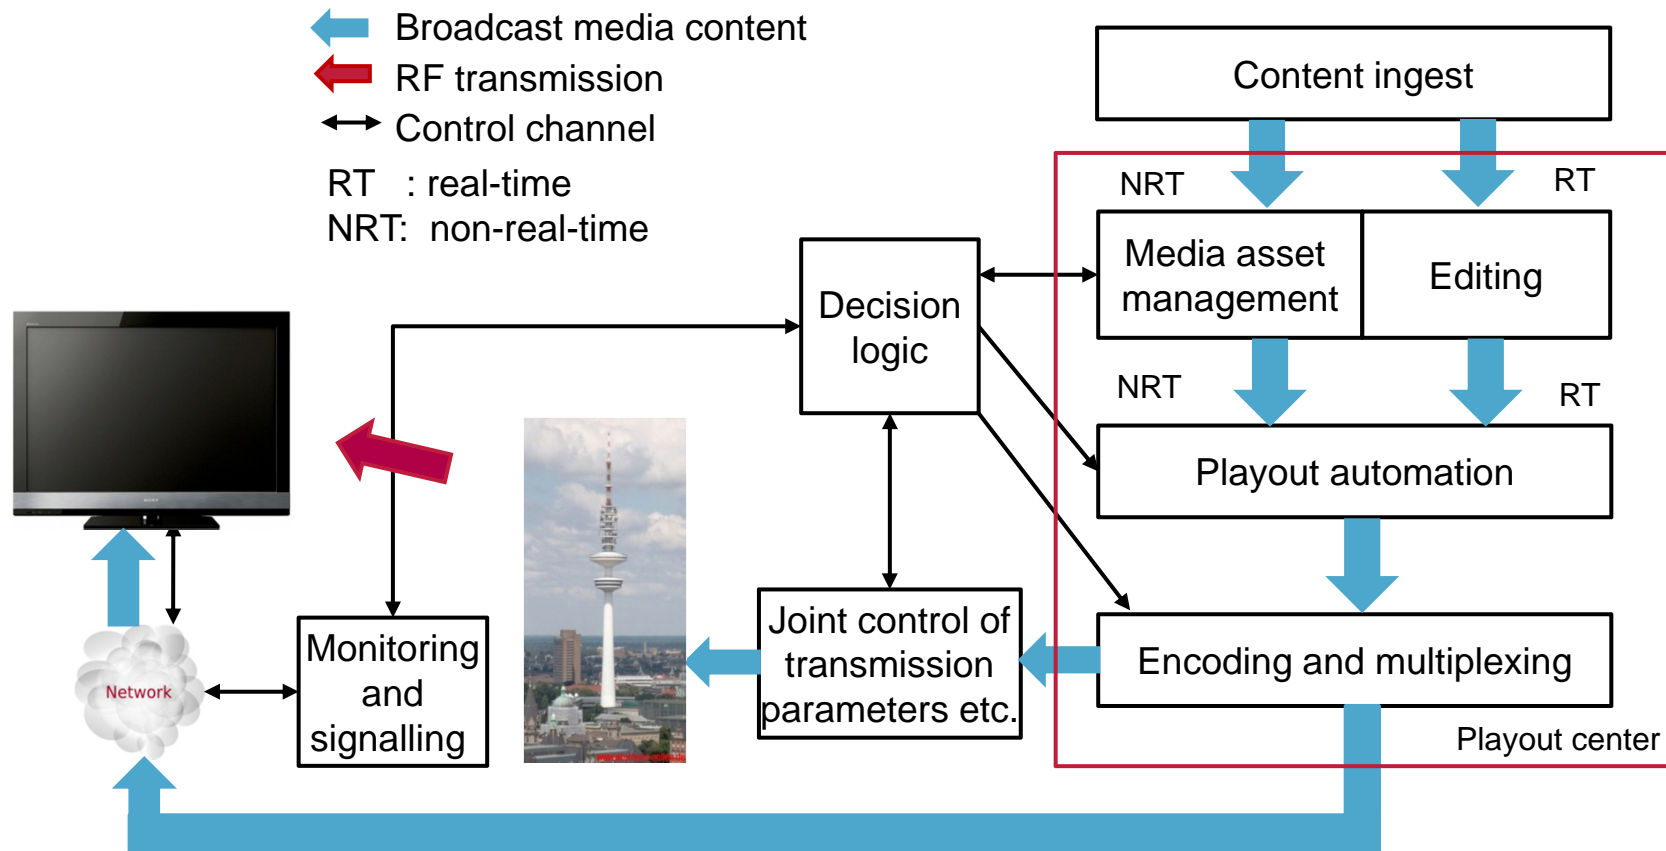 Broadcast media content
RF transmission
Control channel
RT : real-time
NRT: non-real-time
Content ingest
NRT
RT
Media asset
management
Editing
Decision
logic
NRT
RT
Playout automation
Joint control of
transmission
parameters etc.
Encoding and multiplexing
Monitoring
and
signalling
Network
Playout center
SONY